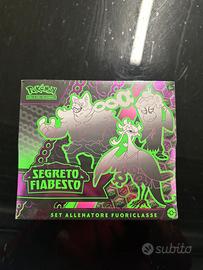 Pokémon
SEGRETO
FIABESCO
SET ALLENATORE FUORICLASSE
subito